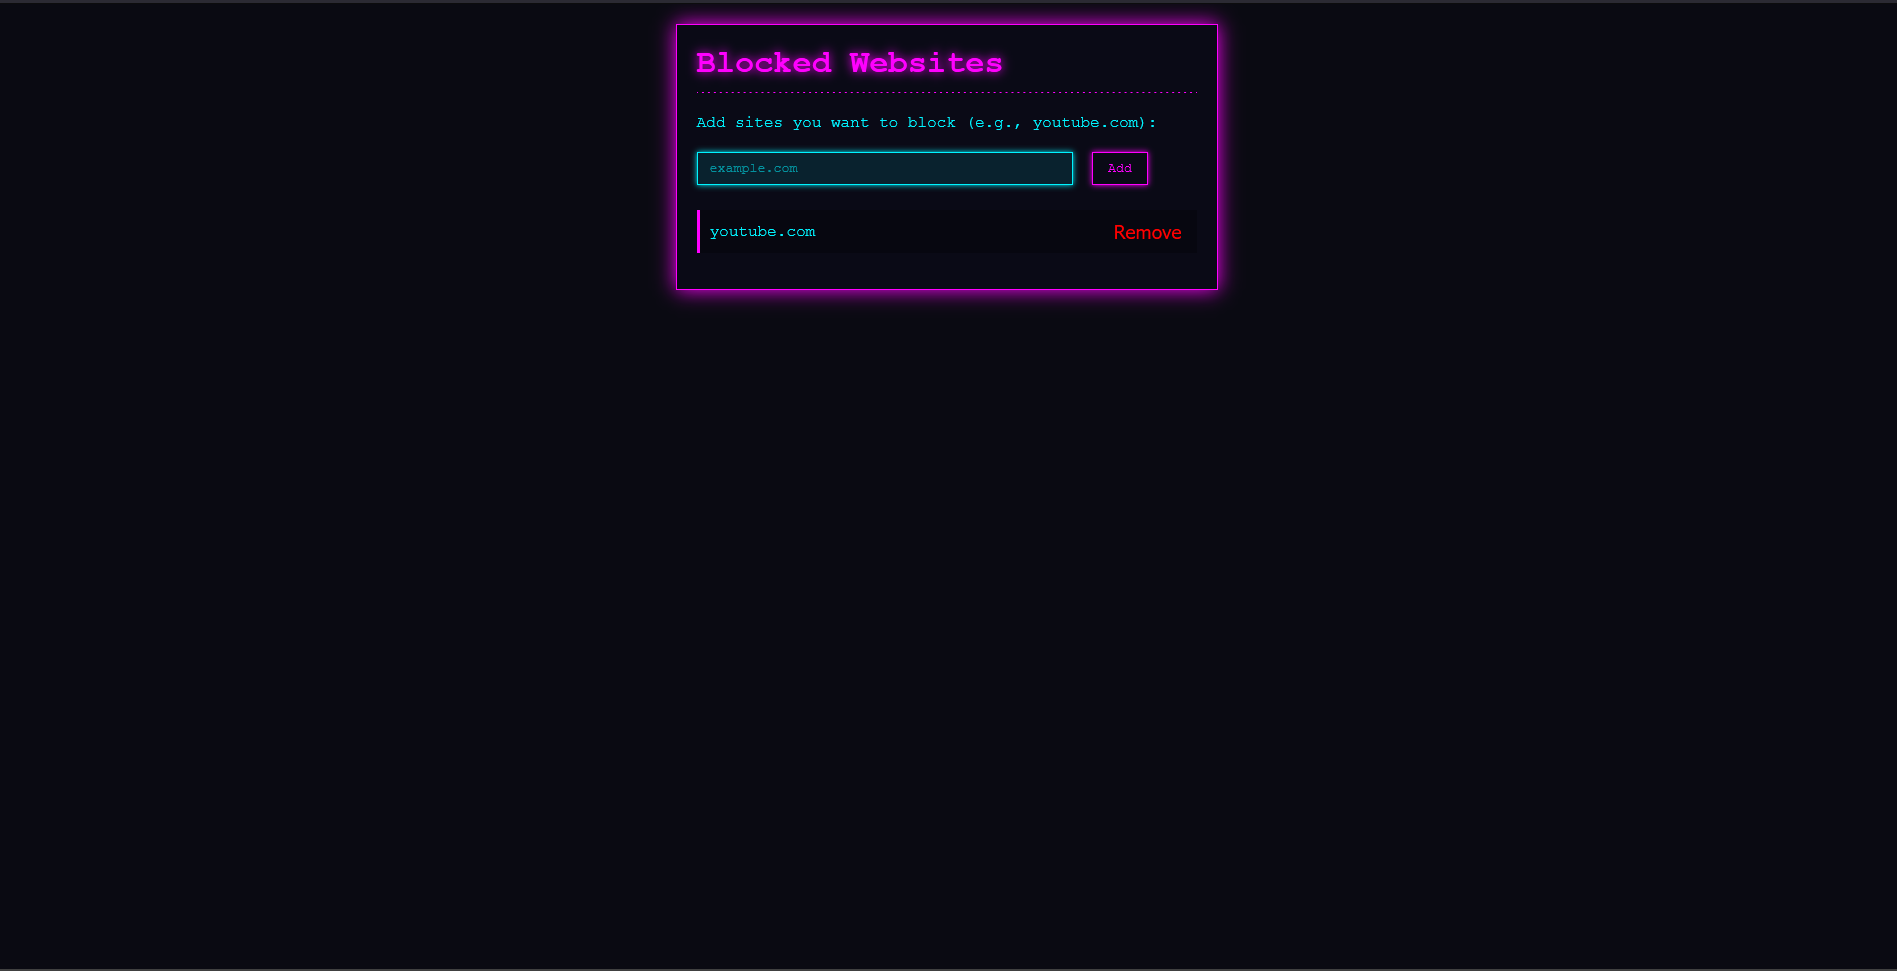 Blocked Websites
Add sites you want to block (e.g., youtube.com):
example.com
Add
youtube.com
Remove